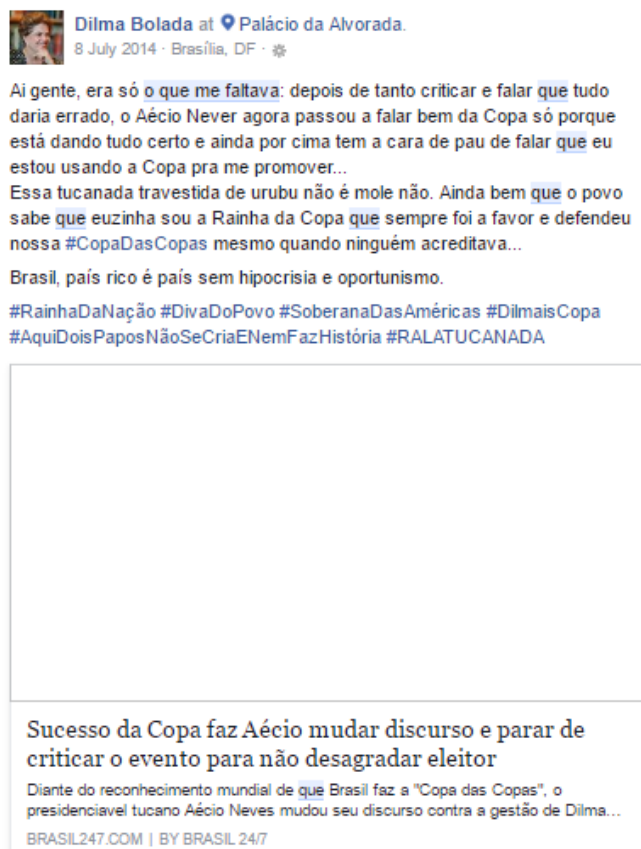 Dilma Bolada at Palácio da Alvorada.
8 July 2014 · Brasília, DF ·
Ai gente, era só o que me faltava: depois de tanto criticar e falar que tudo
daria errado, o Aécio Never agora passou a falar bem da Copa só porque
está dando tudo certo e ainda por cima tem a cara de pau de falar que eu
estou usando a Copa pra me promover...
Essa tucanada travestida de urubu não é mole não. Ainda bem que o povo
sabe que euzinha sou a Rainha da Copa que sempre foi a favor e defendeu
nossa #CopaDasCopas mesmo quando ninguém acreditava...
Brasil, país rico é país sem hipocrisia e oportunismo.
#RainhaDaNação #DivaDoPovo #SoberanaDasAméricas #DilmaisCopa
#AquiDoisPaposNãoSeCriaENemFazHistória #RALATUCANADA
Sucesso da Copa faz Aécio mudar discurso e parar de
criticar o evento para não desagradar eleitor
Diante do reconhecimento mundial de que Brasil faz a "Copa das Copas", o
presidenciavel tucano Aécio Neves mudou seu discurso contra a gestão de Dilma...
BRASIL247.COM | BY BRASIL 24/7